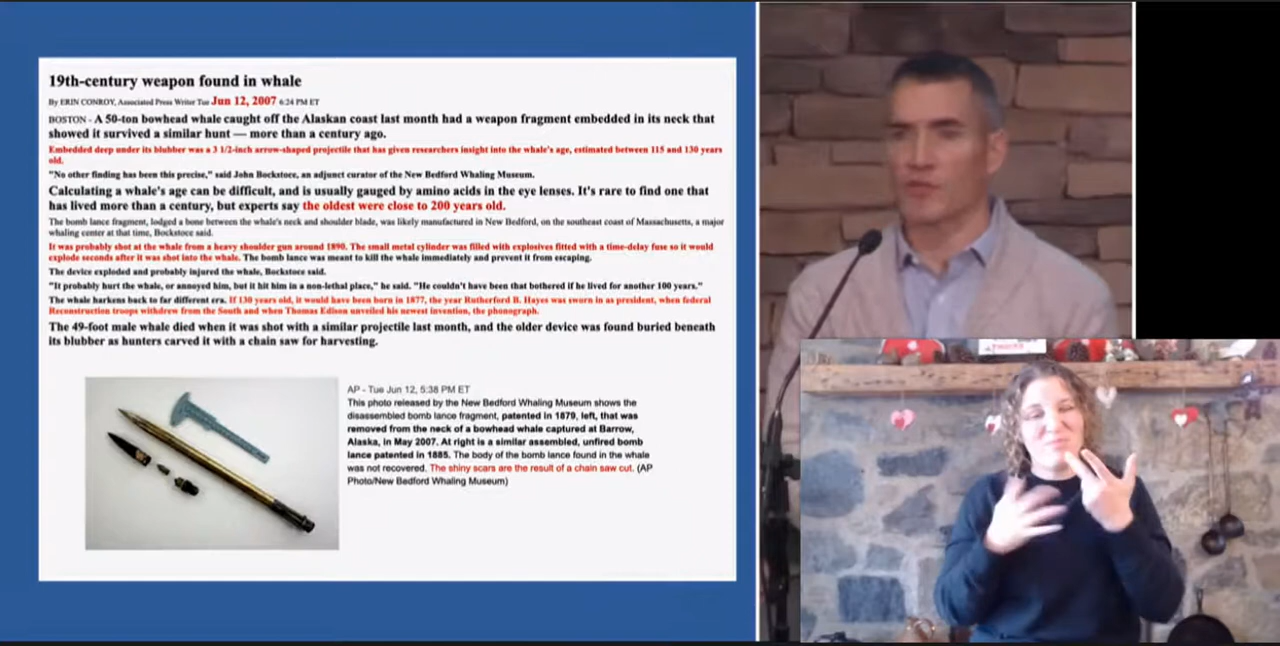 19th-century weapon found in whale
By ERIN CONROY, Associated Press Writer Tue Jun 12, 2007 6:24 PM ET
BOSTON - A 50-ton bowhead whale caught off the Alaskan coast last month had a weapon fragment embedded in its neck that
showed it survived a similar hunt — more than a century ago.
Embedded deep under its blubber was a 3 1/2-inch arrow-shaped projectile that has given researchers insight into the whale's age, estimated between 115 and 130 years
old.
"No other finding has been this precise," said John Bockstoce, an adjunct curator of the New Bedford Whaling Museum.
Calculating a whale's age can be difficult, and is usually gauged by amino acids in the eye lenses. It's rare to find one that
has lived more than a century, but experts say the oldest were close to 200 years old.
The bomb lance fragment, lodged a bone between the whale's neck and shoulder blade, was likely manufactured in New Bedford, on the southeast coast of Massachusetts, a major
whaling center at that time, Bockstoce said.
It was probably shot at the whale from a heavy shoulder gun around 1890. The small metal cylinder was filled with explosives fitted with a time-delay fuse so it would
explode seconds after it was shot into the whale. The bomb lance was meant to kill the whale immediately and prevent it from escaping.
The device exploded and probably injured the whale, Bockstoce said.
"It probably hurt the whale, or annoyed him, but it hit him in a non-lethal place," he said. "He couldn't have been that bothered if he lived for another 100 years."
The whale harkens back to far different era. If 130 years old, it would have been born in 1877, the year Rutherford B. Hayes was sworn in as president, when federal
Reconstruction troops withdrew from the South and when Thomas Edison unveiled his newest invention, the phonograph.
The 49-foot male whale died when it was shot with a similar projectile last month, and the older device was found buried beneath
its blubber as hunters carved it with a chain saw for harvesting.
AP - Tue Jun 12, 5:38 PM ET
This photo released by the New Bedford Whaling Museum shows the
disassembled bomb lance fragment, patented in 1879, left, that was
removed from the neck of a bowhead whale captured at Barrow,
Alaska, in May 2007. At right is a similar assembled, unfired bomb
lance patented in 1885. The body of the bomb lance found in the whale
was not recovered. The shiny scars are the result of a chain saw cut. (AP
Photo/New Bedford Whaling Museum)